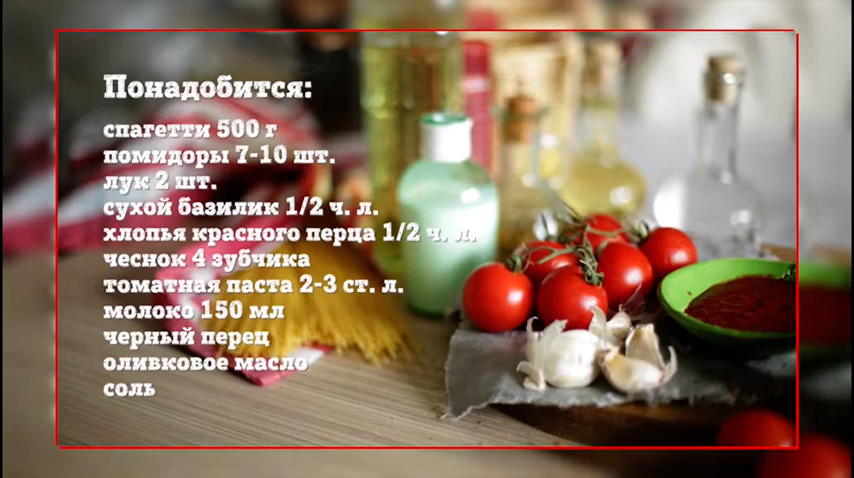 Понадобится:
спагетти 500 г
помидоры 7-10 шт.
лук 2 шт.
сухой базилик 1/2 ч. л.
хлопья красного перца 1/2 ч. л.
чеснок 4 зубчика
томатная паста 2-3 ст. л.
молоко 150 мл
черный перец
оливковое масло
соль